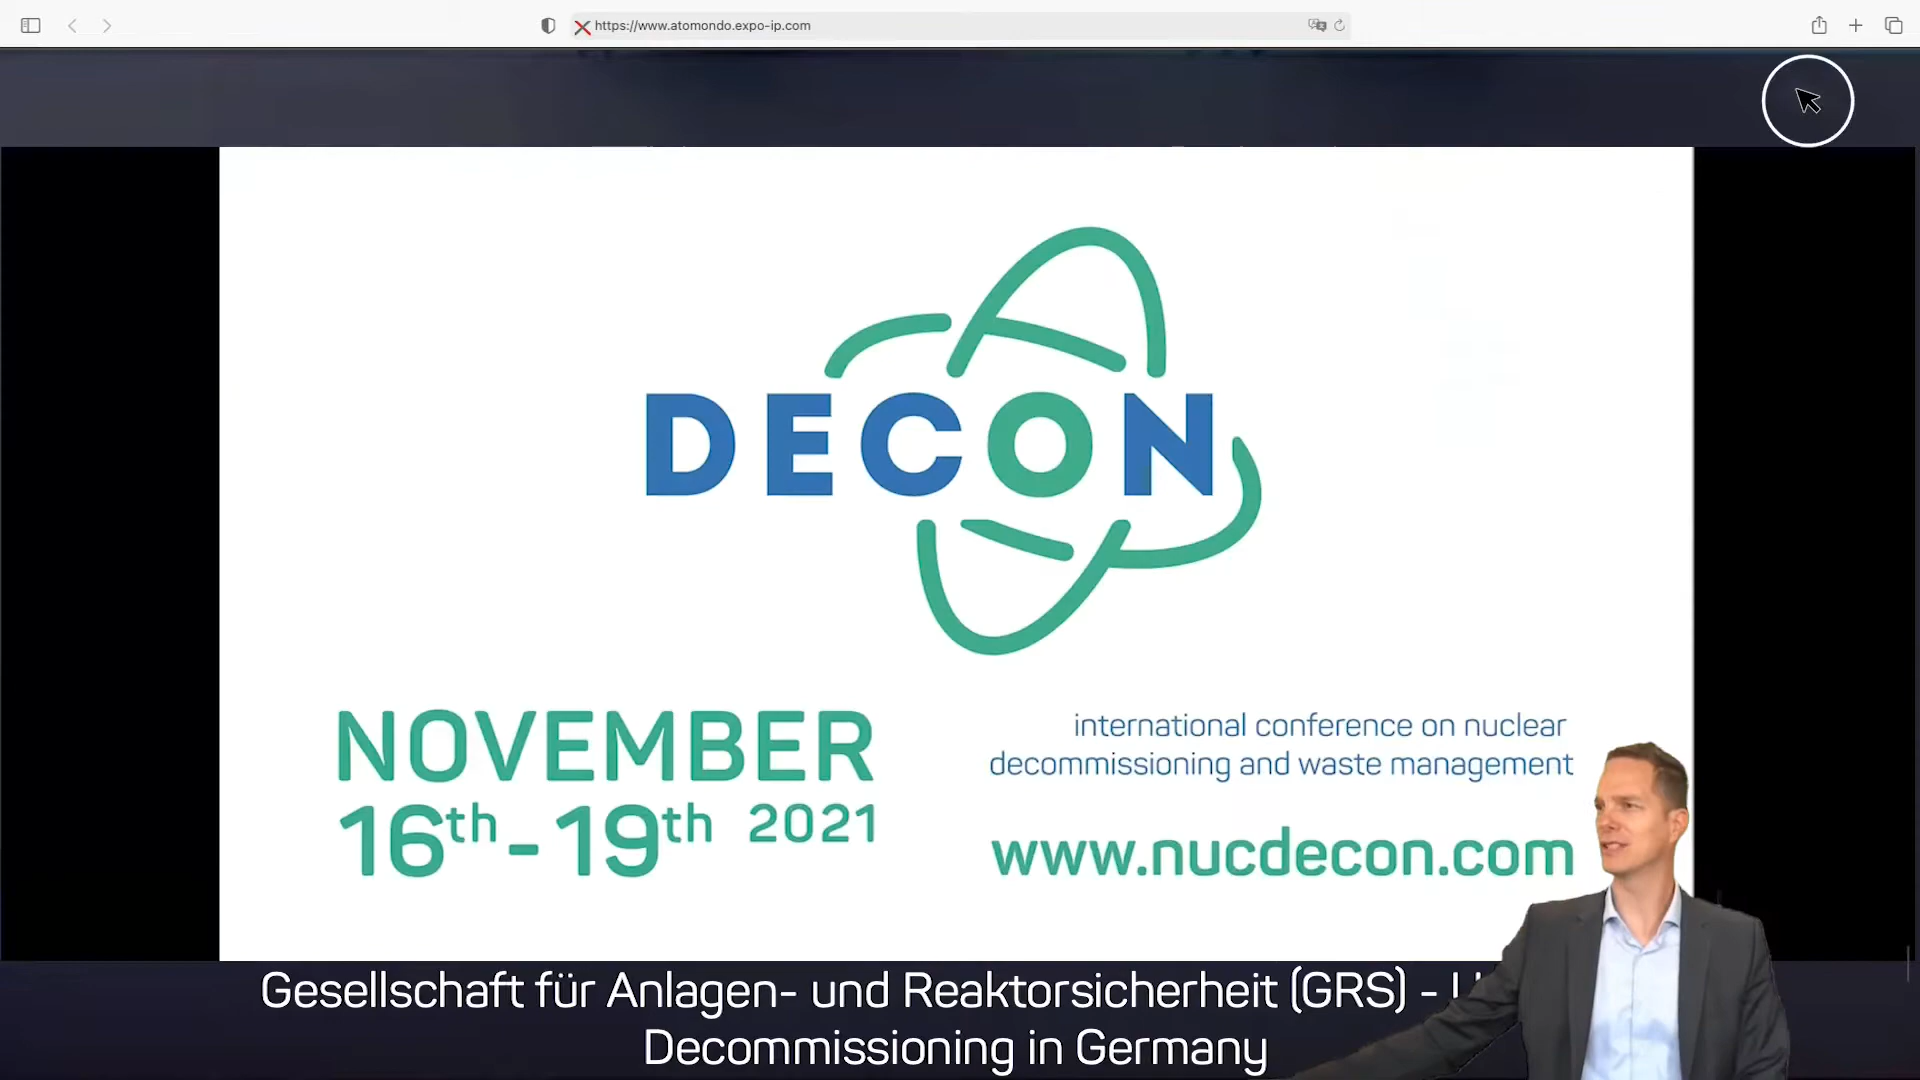 https://www.atomondo.expo-ip.com
DECON
NOVEMBER
16th-19th 2021
international conference on nuclear
decommissioning and waste management
www.nucdecon.com
Gesellschaft für Anlagen- und Reaktorsicherheit (GRS) -
Decommissioning in Germany